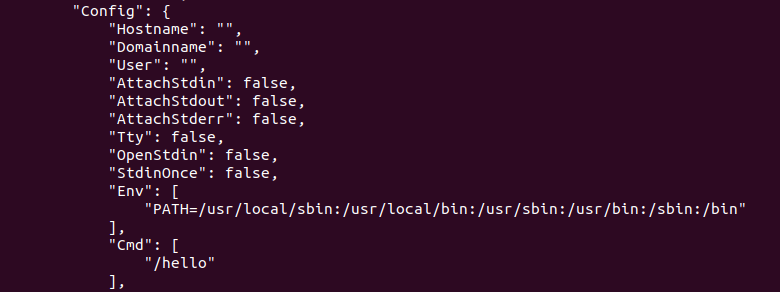 "Config": {
"Hostname": "",
"Domainname": "",
"User": "",
"AttachStdin": false,
"AttachStdout": false,
"AttachStderr": false,
"Tty": false,
"OpenStdin": false,
"StdinOnce": false,
"Env": [
"PATH=/usr/local/sbin:/usr/local/bin:/usr/sbin:/usr/bin:/sbin:/bin"
],
"Cmd": [
"/hello"
],